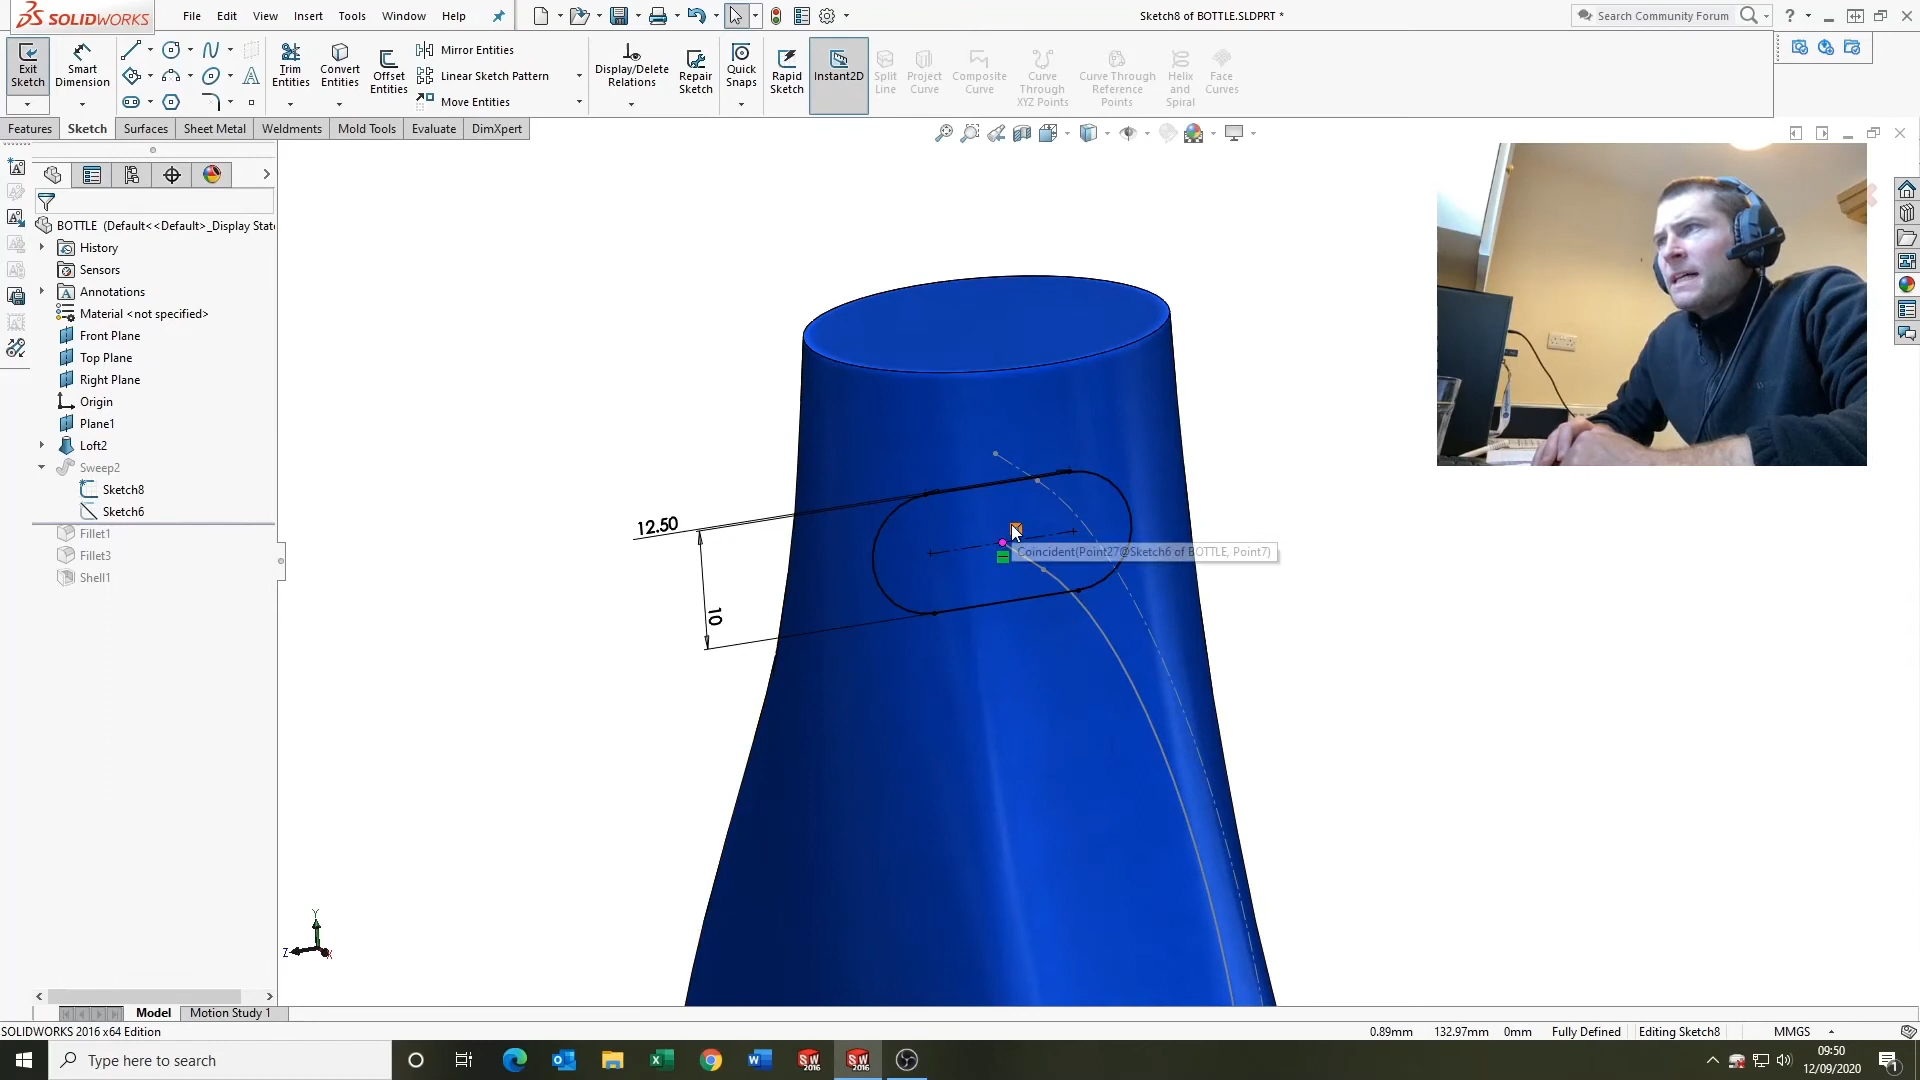 SOLIDWORKS
File Edit View Insert Tools Window Help
Sketch8 of BOTTLE.SLDPRT *
Search Community Forum
Exit Sketch
Smart Dimension
Trim Entities
Convert Entities
Offset Entities
Mirror Entities
Linear Sketch Pattern
Move Entities
Display/Delete Relations
Repair Sketch
Quick Snaps
Rapid Sketch
Instant2D
Split Line
Project Curve
Composite Curve
Curve Through XYZ Points
Curve Through Reference Points
Helix and Spiral
Face Curves
Features Sketch Surfaces Sheet Metal Weldments Mold Tools Evaluate DimXpert
BOTTLE (Default<<Default>_Display Stat
History
Sensors
Annotations
Material <not specified>
Front Plane
Top Plane
Right Plane
Origin
Plane1
Loft2
Sweep2
Sketch8
Sketch6
Fillet1
Fillet3
Shell1
12.50
10
Coincident(Point27@Sketch6 of BOTTLE, Point7)
Y
Z
X
Model Motion Study 1
SOLIDWORKS 2016 x64 Edition
0.89mm 132.97mm 0mm Fully Defined Editing Sketch8 MMGS
Type here to search
09:50
12/09/2020